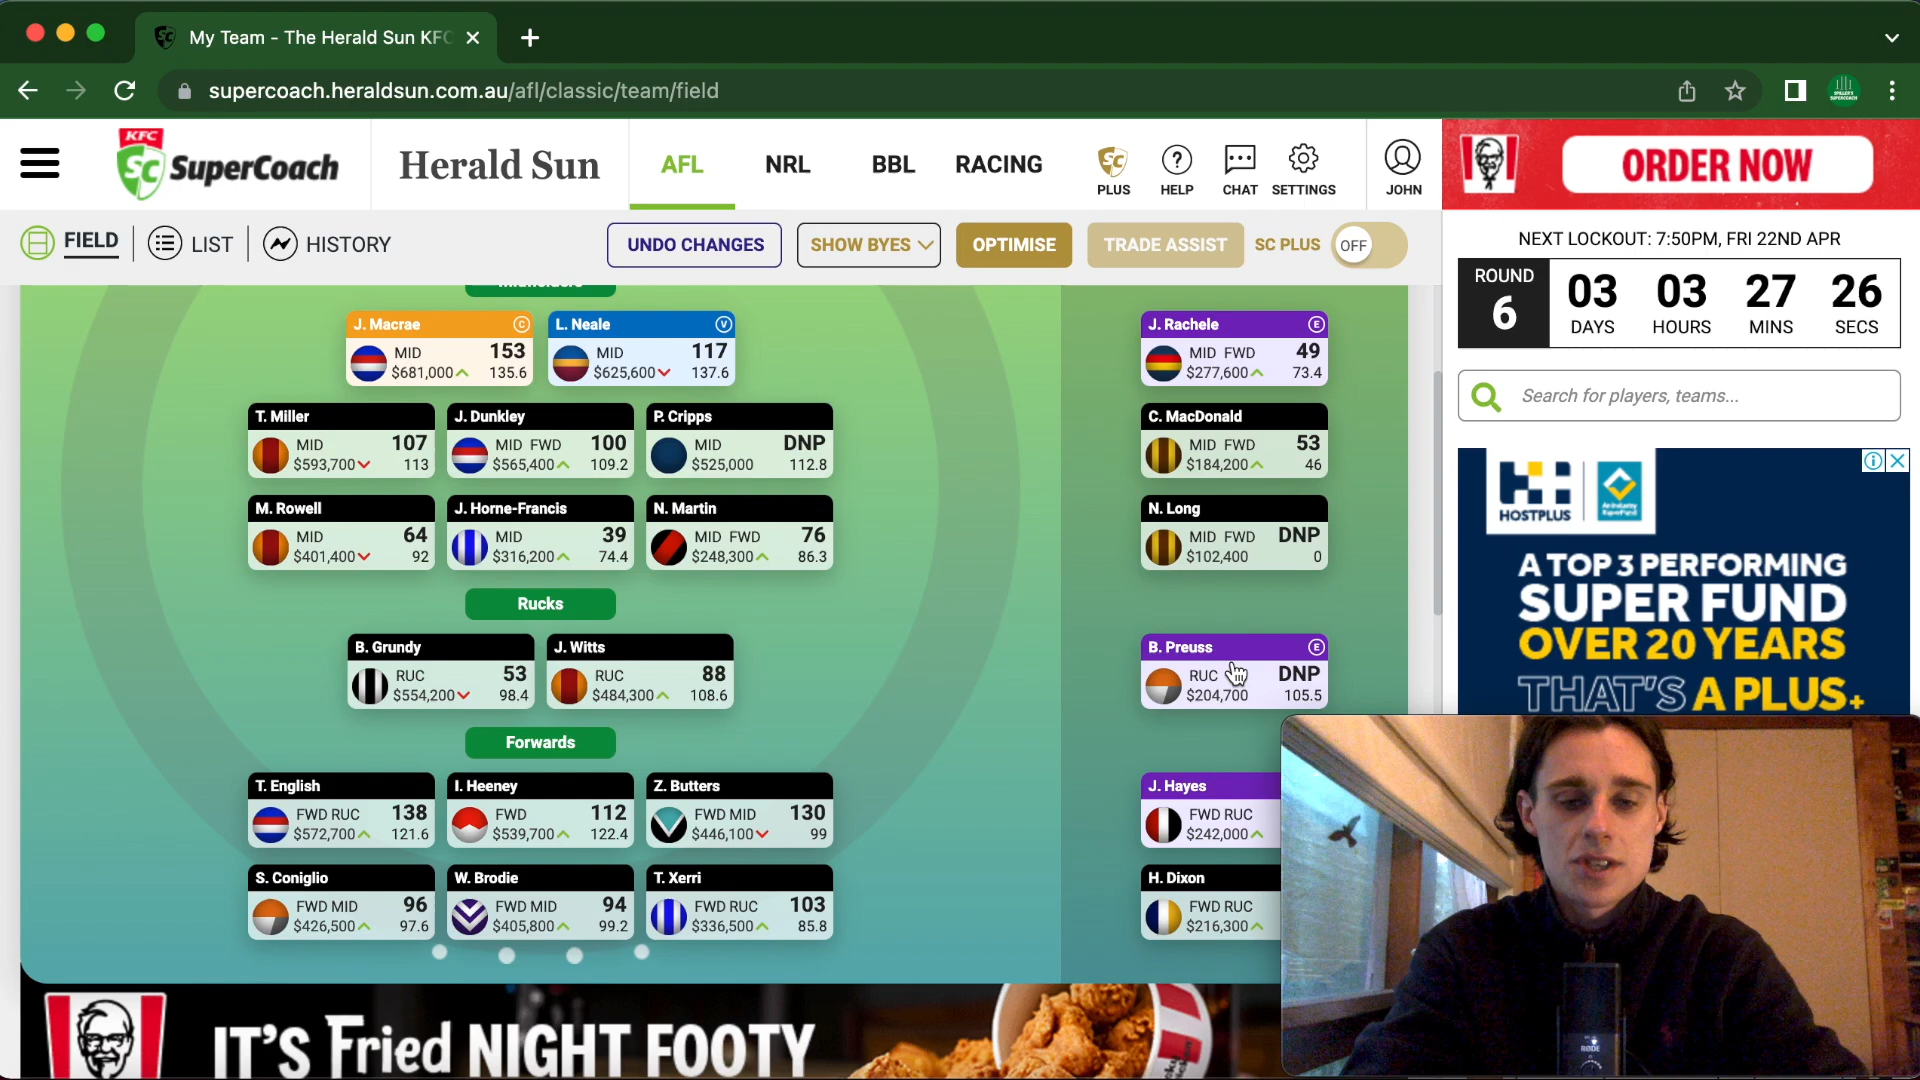 My Team - The Herald Sun KFC
supercoach.heraldsun.com.au/afl/classic/team/field
KFC
SC SuperCoach
Herald Sun
AFL
NRL
BBL
RACING
SC
PLUS
HELP
CHAT
SETTINGS
JOHN
ORDER NOW
FIELD
LIST
HISTORY
UNDO CHANGES
SHOW BYES
OPTIMISE
TRADE ASSIST
SC PLUS
OFF
NEXT LOCKOUT: 7:50PM, FRI 22ND APR
ROUND
6
03 03 27 26
DAYS HOURS MINS SECS
Search for players, teams...
J. Macrae C
MID 153
$681,000 135.6
L. Neale V
MID 117
$625,600 137.6
J. Rachele E
MID FWD 49
$277,600 73.4
T. Miller
MID 107
$593,700 113
J. Dunkley
MID FWD 100
$565,400 109.2
P. Cripps
MID DNP
$525,000 112.8
C. MacDonald
MID FWD 53
$184,200 46
M. Rowell
MID 64
$401,400 92
J. Horne-Francis
MID 39
$316,200 74.4
N. Martin
MID FWD 76
$248,300 86.3
N. Long
MID FWD DNP
$102,400 0
Rucks
B. Grundy
RUC 53
$554,200 98.4
J. Witts
RUC 88
$484,300 108.6
B. Preuss E
RUC DNP
$204,700 105.5
Forwards
T. English
FWD RUC 138
$572,700 121.6
I. Heeney
FWD 112
$539,700 122.4
Z. Butters
FWD MID 130
$446,100 99
J. Hayes
FWD RUC
$242,000
S. Coniglio
FWD MID 96
$426,500 97.6
W. Brodie
FWD MID 94
$405,800 99.2
T. Xerri
FWD RUC 103
$336,500 85.8
H. Dixon
FWD RUC
$216,300
HOSTPLUS
A TOP 3 PERFORMING
SUPER FUND
OVER 20 YEARS
THAT'S A PLUS+
IT'S Fried NIGHT FOOTY
RØDE